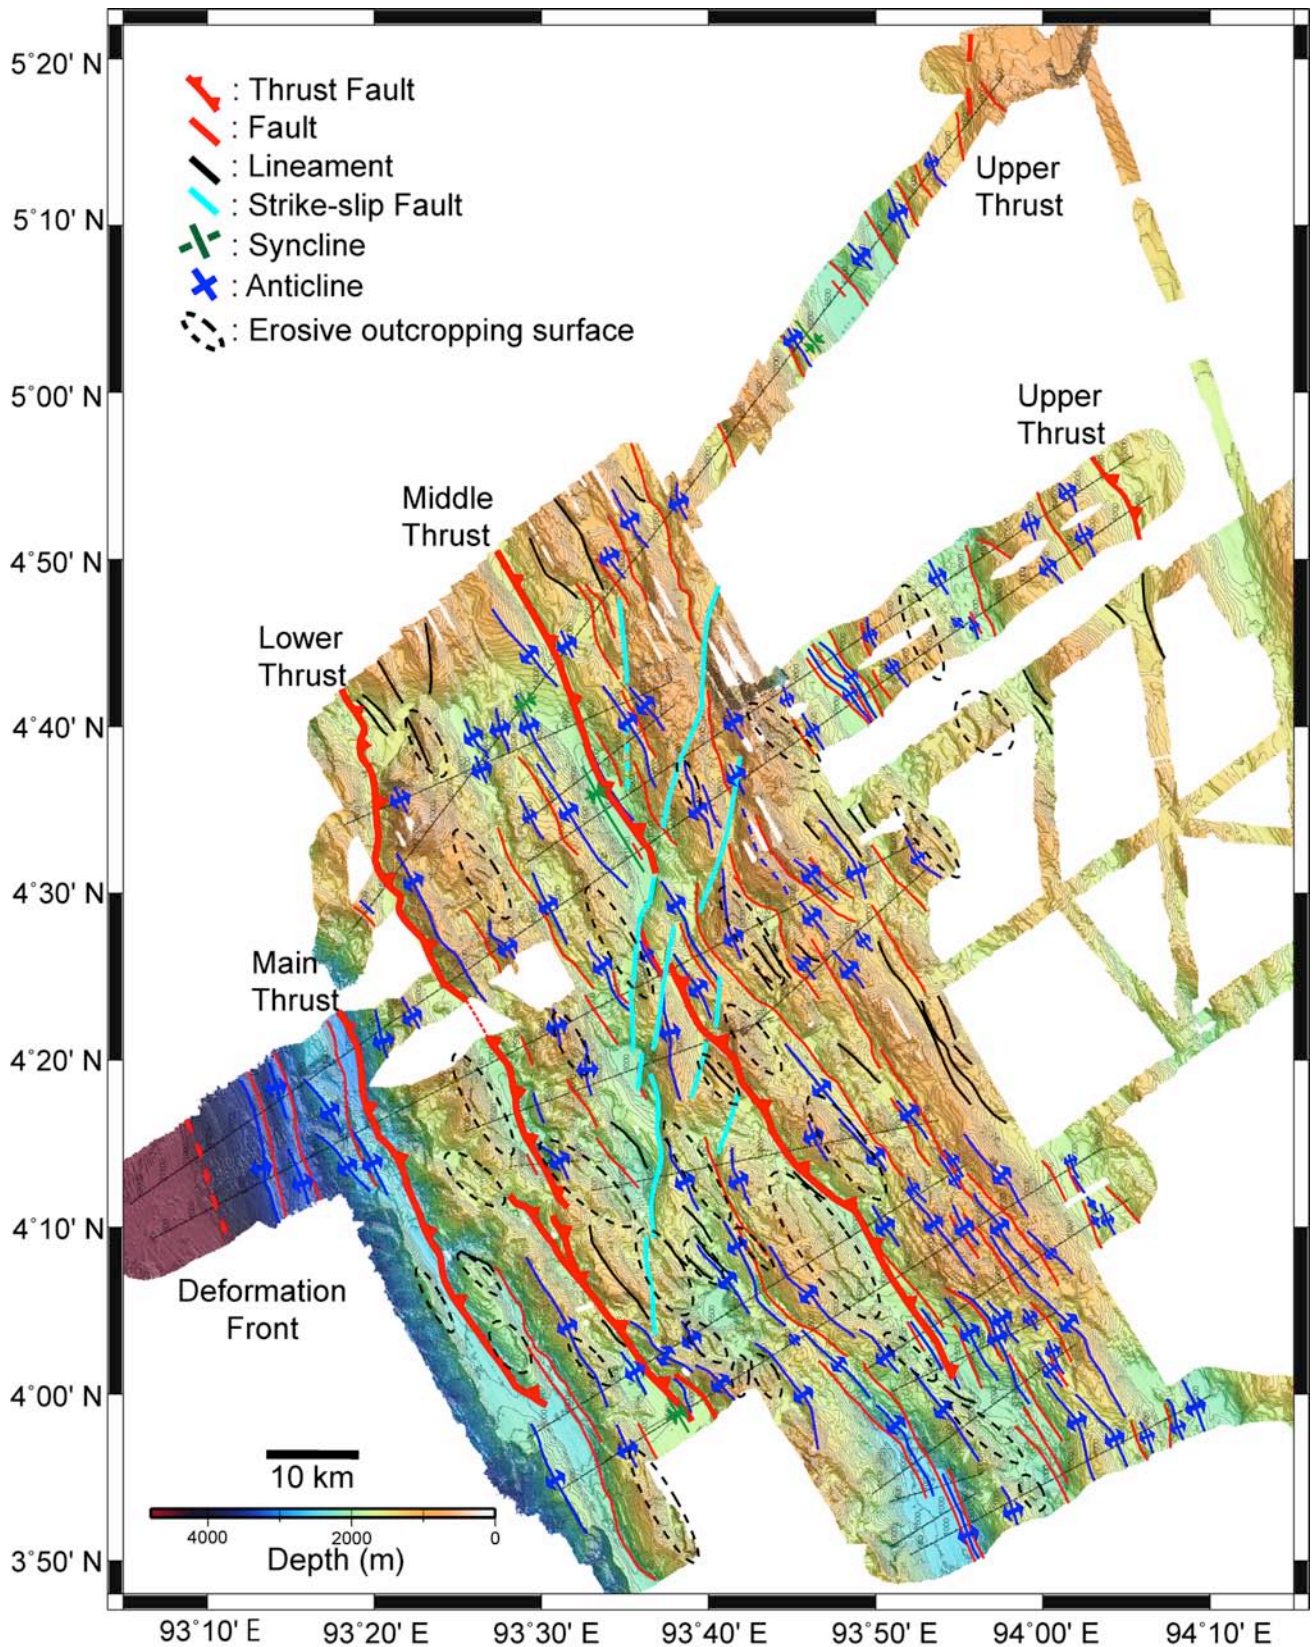 5°20' N
: Thrust Fault
: Fault
: Lineament
: Strike-slip Fault
: Syncline
: Anticline
: Erosive outcropping surface
Upper
Thrust
5°10' N
5°00' N
Upper
Thrust
Middle
Thrust
4°50' N
Lower
Thrust
4°40' N
4°30' N
Main
Thrust
4°20' N
4°10' N
Deformation
Front
4°00' N
10 km
4000 2000 0
Depth (m)
3°50' N
93°10' E 93°20' E 93°30' E 93°40' E 93°50' E 94°00' E 94°10' E